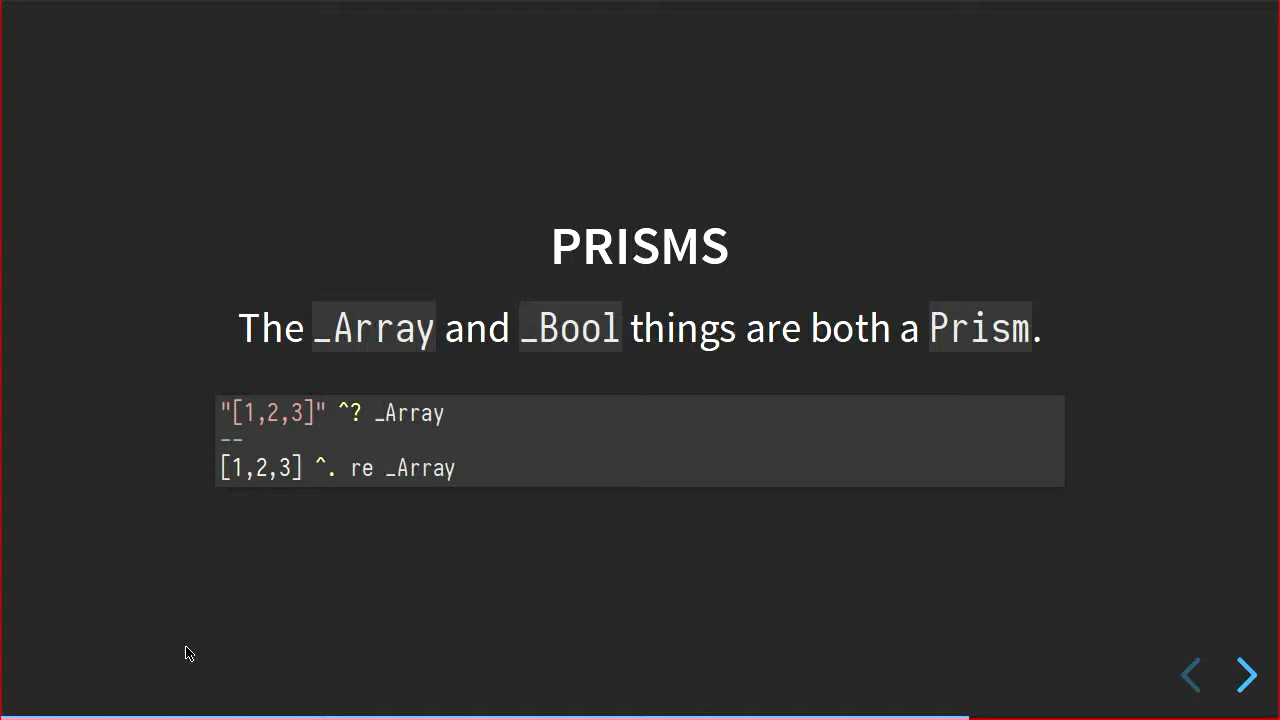 PRISMS
The _Array and _Bool things are both a Prism.
"[1,2,3]" ^? _Array
--
[1,2,3] ^. re _Array